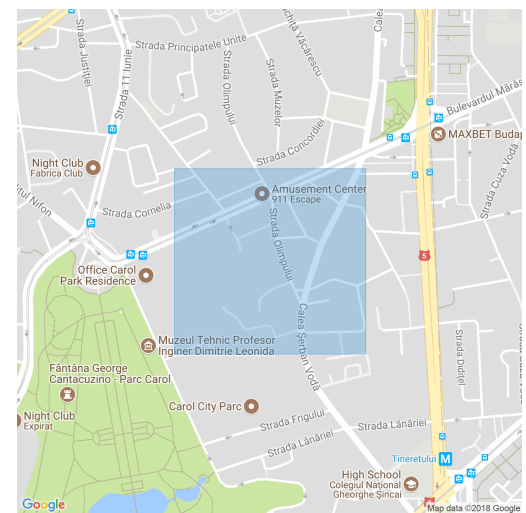 Strada Principatele Unite
Strada Justiției
Strada 11 Iunie
Strada Olimpului
Strada Muzelor
Calea
Strada Concordiei
Bulevardul Mărăș
MAXBET Budap
Strada Cuza Vodă
Night Club
Fabrica Club
Amusement Center
911 Escape
Strada Cornelia
Nifon
Strada Olimpului
5
Office Carol
Park Residence
Calea Șerban Vodă
Muzeul Tehnic Profesor
Inginer Dimitrie Leonida
Fântâna George
Cantacuzino - Parc Carol
Strada Didiței
Carol City Parc
Night Club
Expirat
Strada Frigului
Strada Lânăriei
Strada Lânăriei
Tineretului M
High School
Colegiul Național
Gheorghe Șincai
Google
Map data ©2018 Google